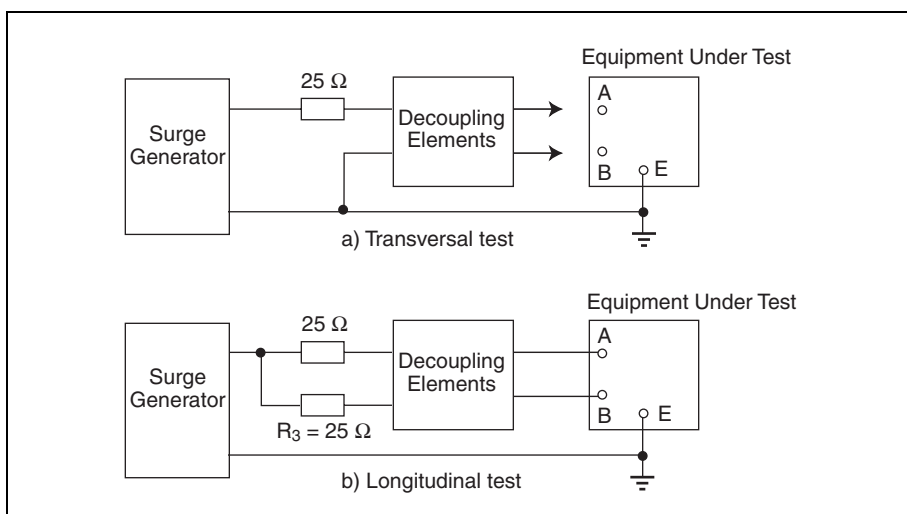 Equipment Under Test
25 Ω
A
Surge
Generator
Decoupling
Elements
B
E
a) Transversal test
Equipment Under Test
25 Ω
A
Surge
Generator
Decoupling
Elements
B
E
R3 = 25 Ω
b) Longitudinal test